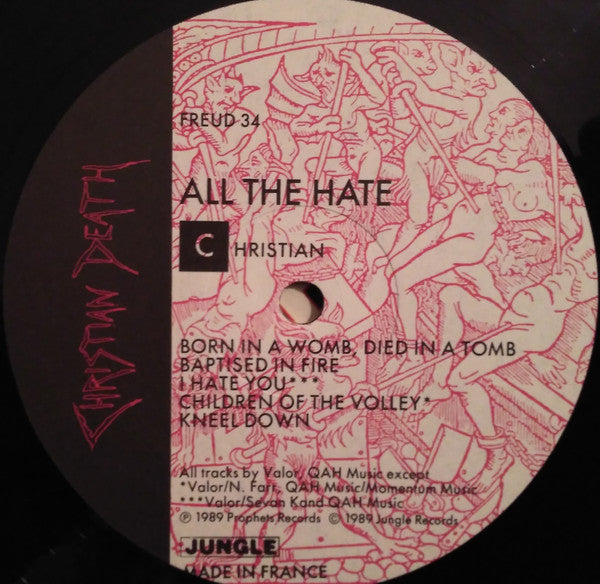 CHRISTIAN DEATH
FREUD 34
ALL THE HATE
CHRISTIAN
BORN IN A WOMB, DIED IN A TOMB
BAPTISED IN FIRE
I HATE YOU***
CHILDREN OF THE VOLLEY*
KNEEL DOWN
All tracks by Valor, QAH Music except
*Valor/N. Farr, QAH Music/Momentum Music
***Valor/Sevan Kand QAH Music
℗ 1989 Prophets Records © 1989 Jungle Records
JUNGLE
MADE IN FRANCE